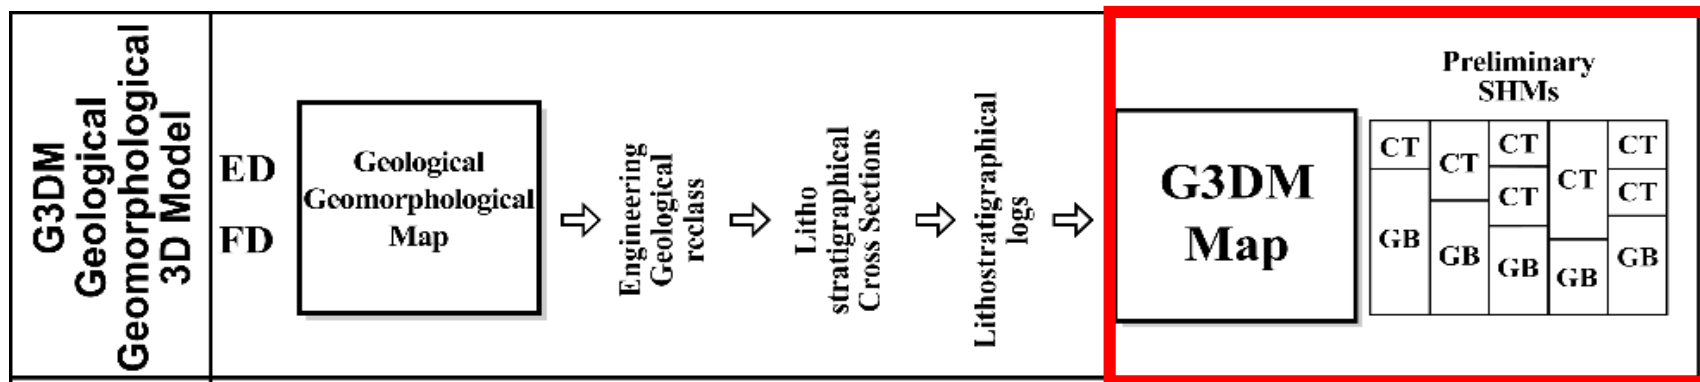 G3DM
Geological
Geomorphological
3D Model
ED
FD
Geological
Geomorphological
Map
Engineering
Geological
reclass
Litho
stratigraphical
Cross Sections
Lithostratigraphical
logs
G3DM
Map
Preliminary
SHMs
CT
GB
CT
GB
CT
CT
GB
CT
GB
CT
CT
GB